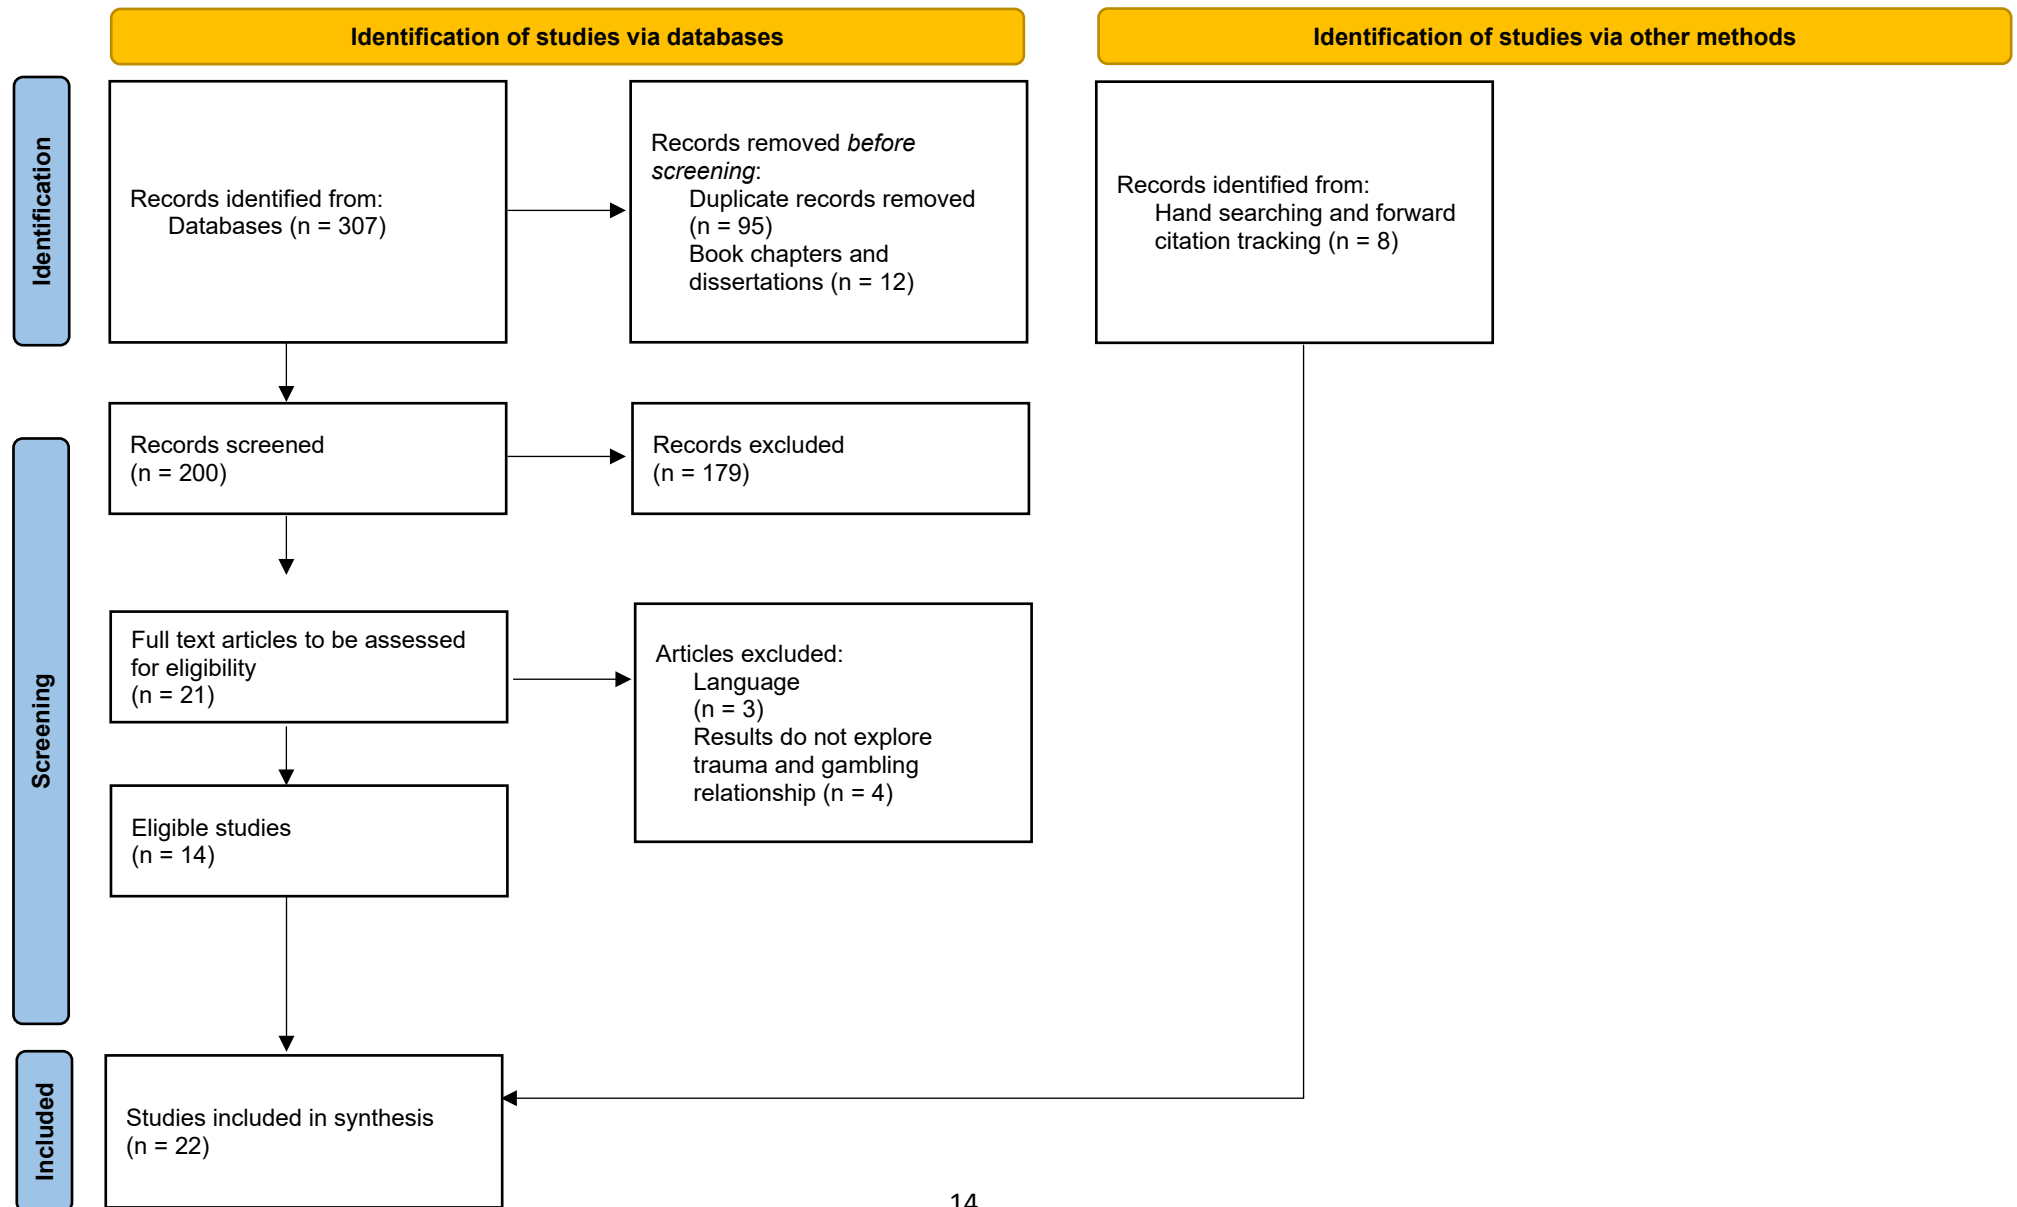 Identification of studies via databases
Identification of studies via other methods
Identification
Records identified from:
Databases (n = 307)
Records removed before
screening:
Duplicate records removed
(n = 95)
Book chapters and
dissertations (n = 12)
Records identified from:
Hand searching and forward
citation tracking (n = 8)
Screening
Records screened
(n = 200)
Records excluded
(n = 179)
Full text articles to be assessed
for eligibility
(n = 21)
Articles excluded:
Language
(n = 3)
Results do not explore
trauma and gambling
relationship (n = 4)
Eligible studies
(n = 14)
Included
Studies included in synthesis
(n = 22)
14